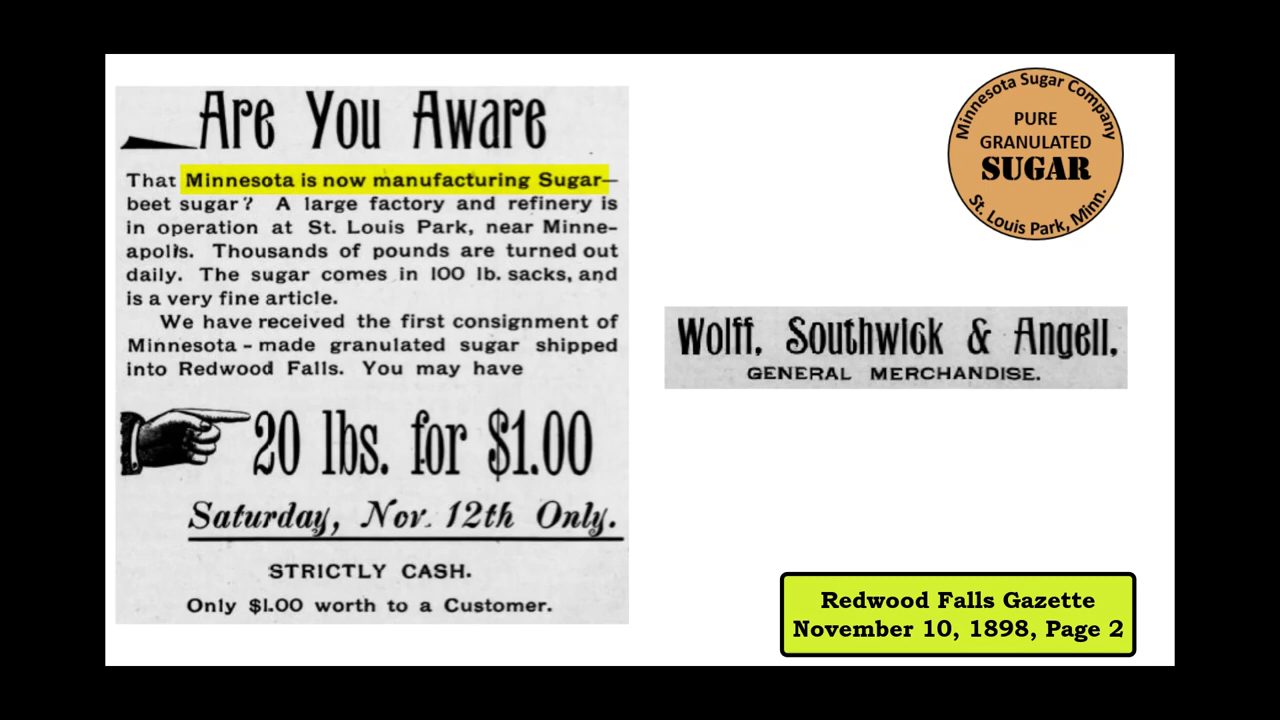 Are You Aware
That Minnesota is now manufacturing Sugar—
beet sugar? A large factory and refinery is
in operation at St. Louis Park, near Minne-
apolis. Thousands of pounds are turned out
daily. The sugar comes in 100 lb. sacks, and
is a very fine article.
We have received the first consignment of
Minnesota-made granulated sugar shipped
into Redwood Falls. You may have
20 lbs. for $1.00
Saturday, Nov. 12th Only.
STRICTLY CASH.
Only $1.00 worth to a Customer.
Minnesota Sugar Company
PURE
GRANULATED
SUGAR
St. Louis Park, Minn.
Wolff, Southwick & Angell,
GENERAL MERCHANDISE.
Redwood Falls Gazette
November 10, 1898, Page 2